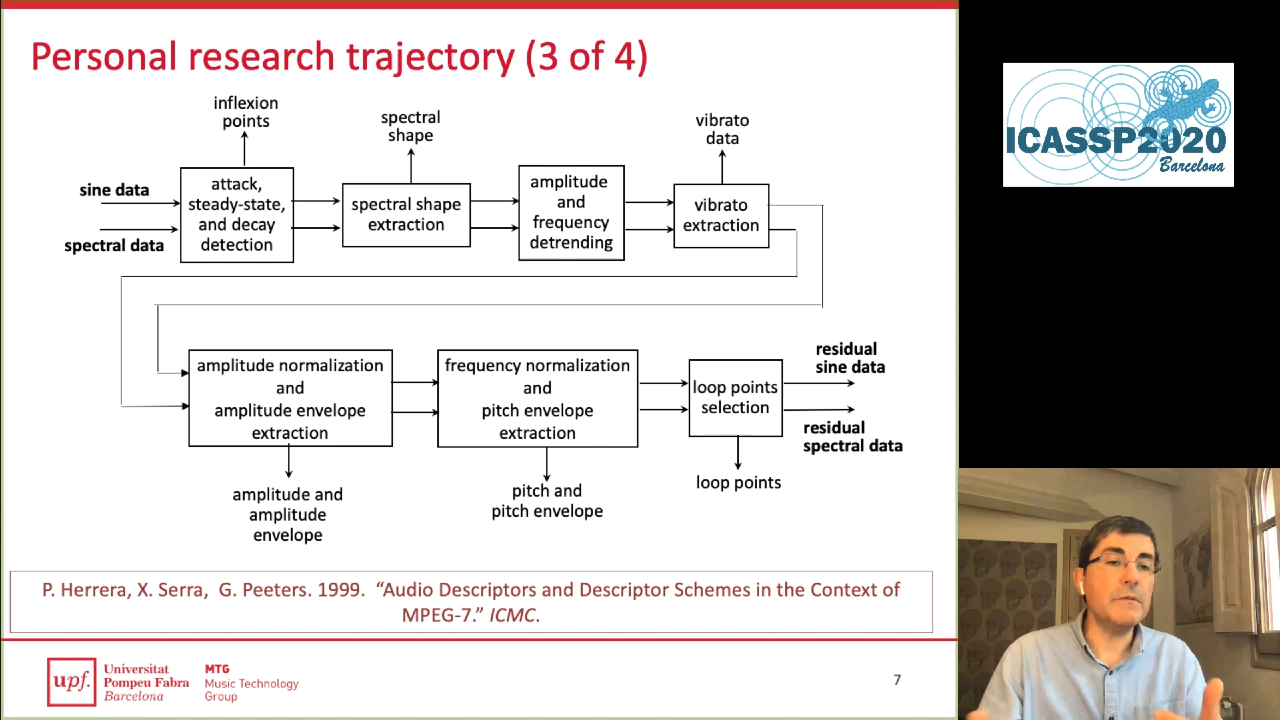 Personal research trajectory (3 of 4)
inflexion
points
spectral
shape
vibrato
data
sine data
spectral data
attack,
steady-state,
and decay
detection
spectral shape
extraction
amplitude
and
frequency
detrending
vibrato
extraction
amplitude normalization
and
amplitude envelope
extraction
frequency normalization
and
pitch envelope
extraction
loop points
selection
residual
sine data
residual
spectral data
amplitude and
amplitude
envelope
pitch and
pitch envelope
loop points
P. Herrera, X. Serra, G. Peeters. 1999. “Audio Descriptors and Descriptor Schemes in the Context of
MPEG-7.” ICMC.
upf.
Universitat
Pompeu Fabra
Barcelona
MTG
Music Technology
Group
7
ICASSP2020
Barcelona